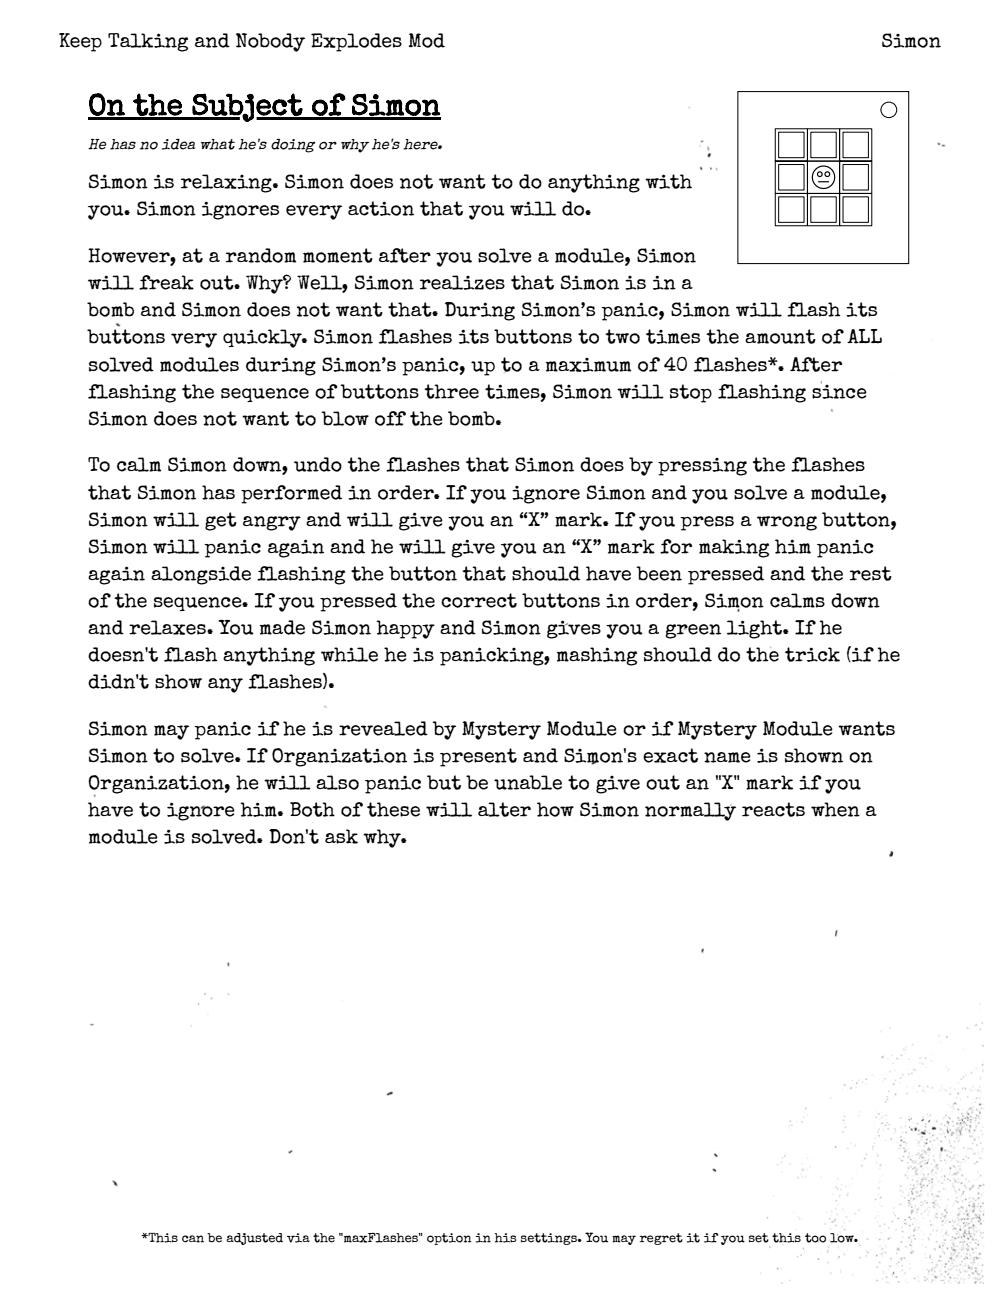 Keep Talking and Nobody Explodes Mod Simon
On the Subject of Simon
He has no idea what he's doing or why he's here.
Simon is relaxing. Simon does not want to do anything with
you. Simon ignores every action that you will do.
However, at a random moment after you solve a module, Simon
will freak out. Why? Well, Simon realizes that Simon is in a
bomb and Simon does not want that. During Simon’s panic, Simon will flash its
buttons very quickly. Simon flashes its buttons to two times the amount of ALL
solved modules during Simon’s panic, up to a maximum of 40 flashes*. After
flashing the sequence of buttons three times, Simon will stop flashing since
Simon does not want to blow off the bomb.
To calm Simon down, undo the flashes that Simon does by pressing the flashes
that Simon has performed in order. If you ignore Simon and you solve a module,
Simon will get angry and will give you an “X” mark. If you press a wrong button,
Simon will panic again and he will give you an “X” mark for making him panic
again alongside flashing the button that should have been pressed and the rest
of the sequence. If you pressed the correct buttons in order, Simon calms down
and relaxes. You made Simon happy and Simon gives you a green light. If he
doesn't flash anything while he is panicking, mashing should do the trick (if he
didn't show any flashes).
Simon may panic if he is revealed by Mystery Module or if Mystery Module wants
Simon to solve. If Organization is present and Simon's exact name is shown on
Organization, he will also panic but be unable to give out an "X" mark if you
have to ignore him. Both of these will alter how Simon normally reacts when a
module is solved. Don't ask why.
*This can be adjusted via the "maxFlashes" option in his settings. You may regret it if you set this too low.